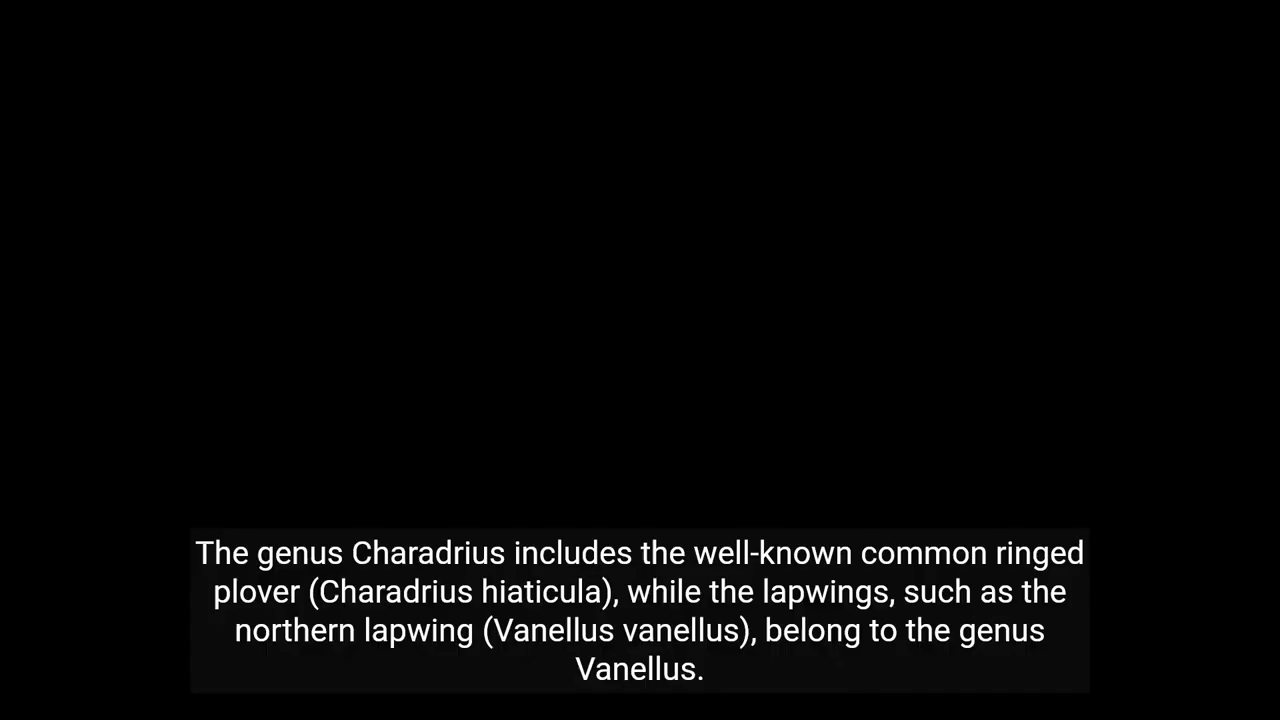 The genus Charadrius includes the well-known common ringed
plover (Charadrius hiaticula), while the lapwings, such as the
northern lapwing (Vanellus vanellus), belong to the genus
Vanellus.